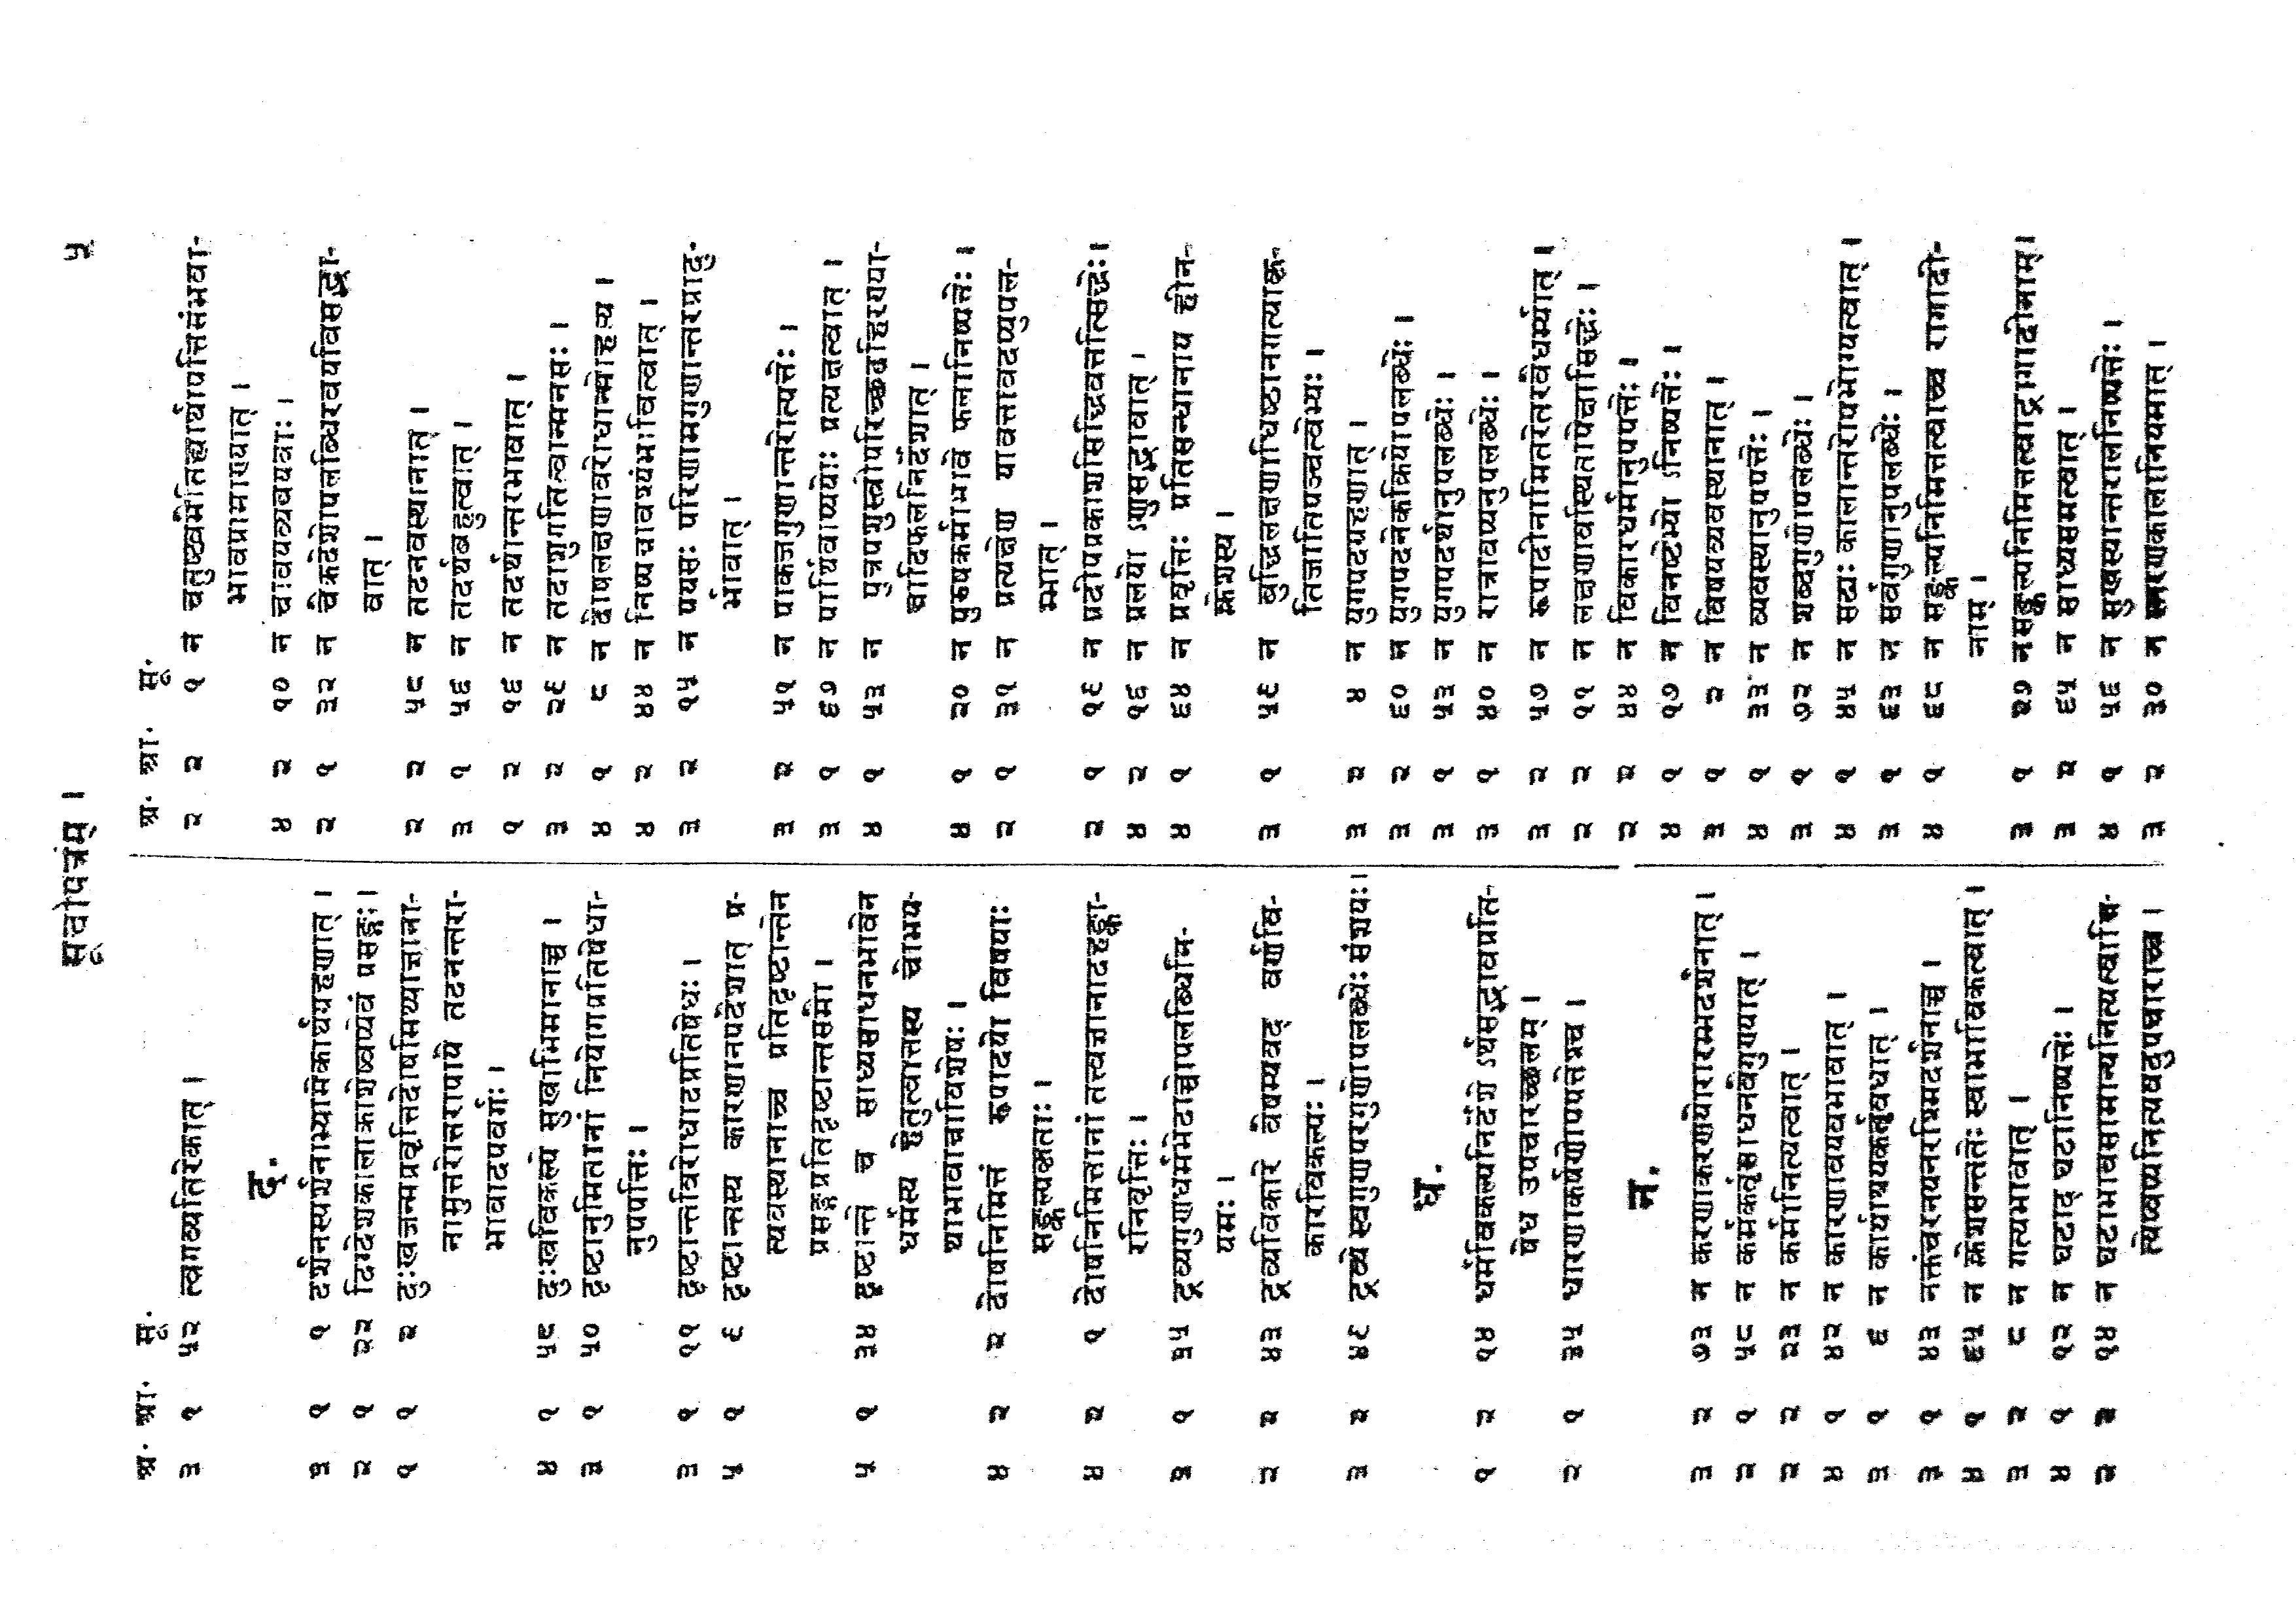 सूचीपत्रम् ।
५
अ. आ. सू.
३ १ ५२ त्वगव्यतिरेकात् ।
द.
३ १ १ दर्शनस्पर्शनाभ्यामेकार्थग्रहणात् ।
२ १ २२ दिग्देशकालाकाशेष्वप्येवं प्रसङ्गः ।
१ १ २ दुःखजन्मप्रवृत्तिदोषमिथ्याज्ञाना-
नामुत्तरोत्तरापाये तदनन्तरा-
भावादपवर्गः ।
४ १ ५८ दुःखविकल्पे सुखाभिमानाच्च ।
३ १ ५० दृष्टानुमितानां नियोगप्रतिषेधा-
नुपपत्तिः ।
३ १ ११ दृष्टान्तविरोधादप्रतिषेधः ।
५ १ ९ दृष्टान्तस्य कारणानपदेशात् प्र-
त्यवस्थानाच्च प्रतिदृष्टान्तेन
प्रसङ्गप्रतिदृष्टान्तसमौ ।
५ १ ३४ दृष्टान्ते च साध्यसाधनभावेन
धर्मस्य हेतुत्वात्तस्य चोभय-
थाभावान्नाविशेषः ।
४ २ २ दोषनिमित्तं रूपादयो विषयाः
सङ्कल्पकृताः ।
४ २ १ दोषनिमित्तानां तत्त्वज्ञानादहङ्का-
रनिवृत्तिः ।
३ १ ३५ द्रव्यगुणधर्मभेदाच्चोपलब्धिनि-
यमः ।
२ २ ४३ द्रव्यविकारे वैषम्यवद् वर्णवि-
कारविकल्पः ।
३ २ ४९ द्रव्ये स्वगुणपरगुणोपलब्धेः संशयः ।
ध.
१ २ १४ धर्मविकल्पनिर्देशे ऽर्थसद्भावप्रति-
षेध उपचारच्छलम् ।
२ १ ३५ धारणाकर्षणोपपत्तेश्च ।
न.
३ २ ७३ न करणाकरणयोरारम्भदर्शनात् ।
२ १ ५८ न कर्मकर्तृसाधनवैगुण्यात् ।
२ २ २३ न कर्मानित्यत्वात् ।
४ १ ४२ न कारणावयवभावात् ।
३ १ ६ न कार्याश्रयकर्तृवधात् ।
३ १ ४३ नक्तंचरनयनरश्मिदर्शनाच्च ।
४ १ ६५ न क्लेशसन्ततेः स्वाभाविकत्वात् ।
३ २ ८ न गत्यभावात् ।
४ १ १२ न घटाद् घटानिष्पत्तेः ।
२ २ १४ न घटाभावसामान्यनित्यत्वान्नि-
त्येष्वप्यनित्यवदुपचाराच्च ।
अ. आ. सू.
२ २ १ न चतुष्ट्वमैतिह्यार्थापत्तिसंभवा-
भावप्रामाण्यात् ।
४ २ १० न चावयव्यवयवाः ।
२ १ ३२ न चैकदेशोपलब्धिरवयविसद्भा-
वात् ।
२ २ ५८ न तदनवस्थानात् ।
३ १ ५६ न तदर्थबहुत्वात् ।
१ २ १६ न तदर्थान्तरभावात् ।
३ २ २९ न तदाशुगतित्वान्मनसः ।
४ १ ८ न दोषलक्षणावरोधान्मोहस्य ।
४ २ ४४ न निष्पन्नावश्यंभावित्वात् ।
३ २ १५ न पयसः परिणामगुणान्तरप्रादु-
र्भावात् ।
३ २ ५१ न पाकजगुणान्तरोत्पत्तेः ।
३ १ ६७ न पार्थिवाप्ययोः प्रत्यक्षत्वात् ।
४ १ ५३ न पुत्रपशुस्त्रीपरिच्छदहिरण्या-
न्नादिफलनिर्देशात् ।
४ १ २० न पुरुषकर्माभावे फलानिष्पत्तेः ।
२ १ ३१ न प्रत्यक्षेण यावत्तावदप्युपल-
म्भात् ।
२ १ १९ न प्रदीपप्रकाशसिद्धिवत्तत्सिद्धेः ।
४ २ १६ न प्रलयो ऽणुसद्भावात् ।
४ १ ६४ न प्रवृत्तिः प्रतिसन्धानाय हीन-
क्लेशस्य ।
३ १ ५९ न बुद्धिलक्षणाधिष्टानगत्याकृ-
तिजातिपञ्चत्वेभ्यः ।
३ २ ४ न युगपदग्रहणात् ।
३ २ ६० न युगपदनेकक्रियोपलब्धेः ।
३ १ ५३ न युगपदर्थानुपलब्धेः ।
३ १ ४० न रात्रावप्यनुपलब्धेः ।
३ २ ५७ न रूपादीनामितरेतरवैधर्म्यात् ।
२ २ ११ न लक्षणावस्थितापेक्षासिद्धेः ।
२ २ ४४ न विकारधर्मानुपपत्तेः ।
४ १ १७ न विनष्टेभ्यो ऽनिष्पत्तेः ।
३ १ २ न विषयव्यवस्थानात् ।
४ १ ३३ न व्यवस्थानुपपत्तेः ।
३ १ ७२ न शब्दगुणोपलब्धेः ।
४ १ ४५ न सद्यः कालान्तरोपभोग्यत्वात् ।
३ १ ६३ न सर्वगुणानुपलब्धेः ।
४ १ ६८ न सङ्कल्पनिमित्तत्वाच्च रागादी-
नाम् ।
३ १ २७ न सङ्कल्पनिमित्तत्वाद्रागादीनाम् ।
३ २ ६५ न साध्यसमत्वात् ।
४ १ ५६ न सुखस्यान्तरालनिष्पत्तेः ।
३ २ ३० न स्मरणकालानियमात् ।